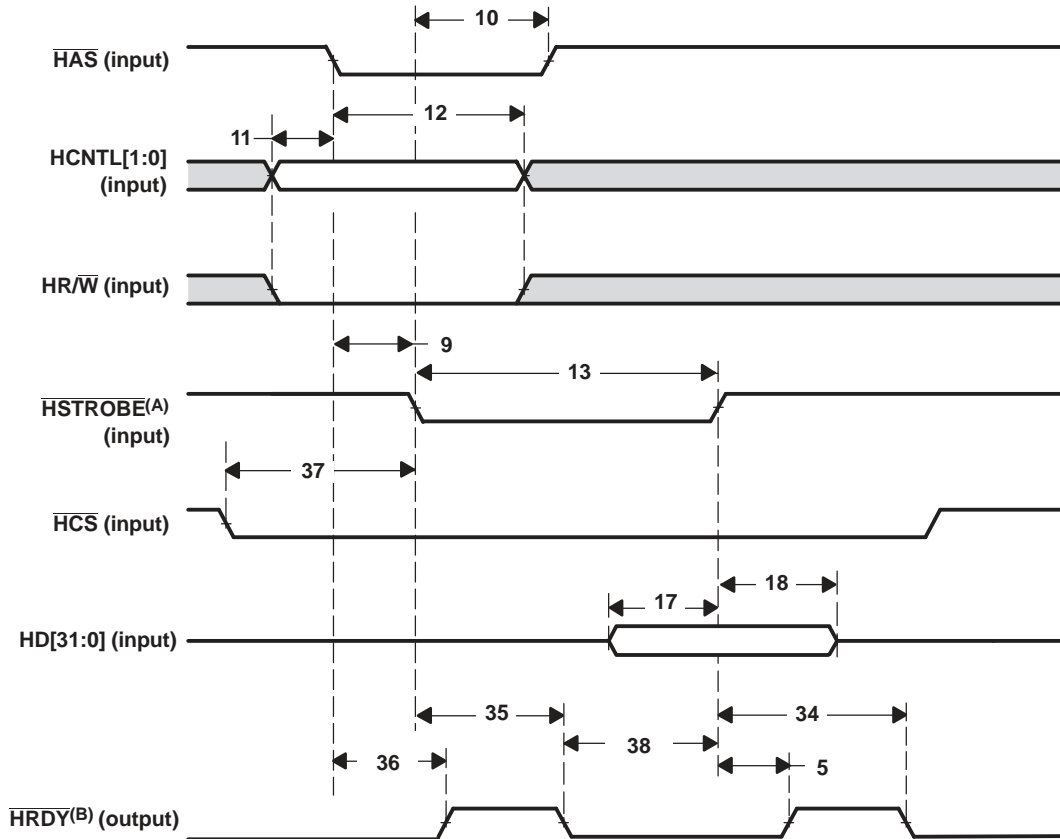 10
HAS (input)
12
11
HCNTL[1:0]
(input)
HR/W (input)
9
13
HSTROBE(A)
(input)
37
HCS (input)
18
17
HD[31:0] (input)
35
34
38
36
5
HRDY(B) (output)